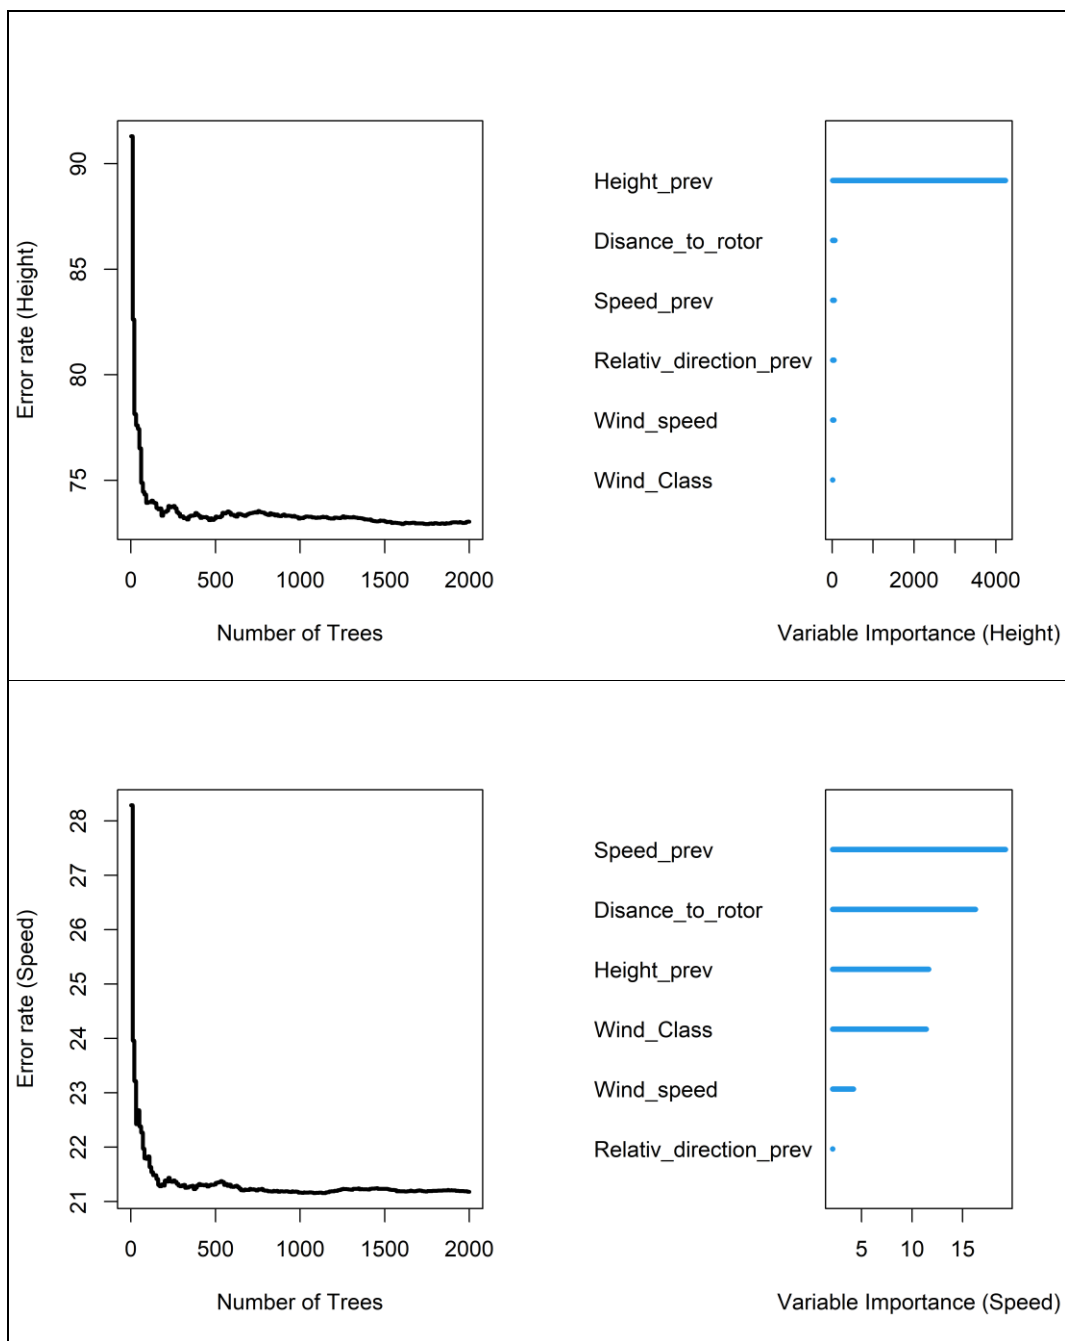 Error rate (Height)
90
85
80
75
0 500 1000 1500 2000
Number of Trees
Height_prev
Disance_to_rotor
Speed_prev
Relativ_direction_prev
Wind_speed
Wind_Class
0 2000 4000
Variable Importance (Height)
Error rate (Speed)
28
27
26
25
24
23
22
21
0 500 1000 1500 2000
Number of Trees
Speed_prev
Disance_to_rotor
Height_prev
Wind_Class
Wind_speed
Relativ_direction_prev
5 10 15
Variable Importance (Speed)